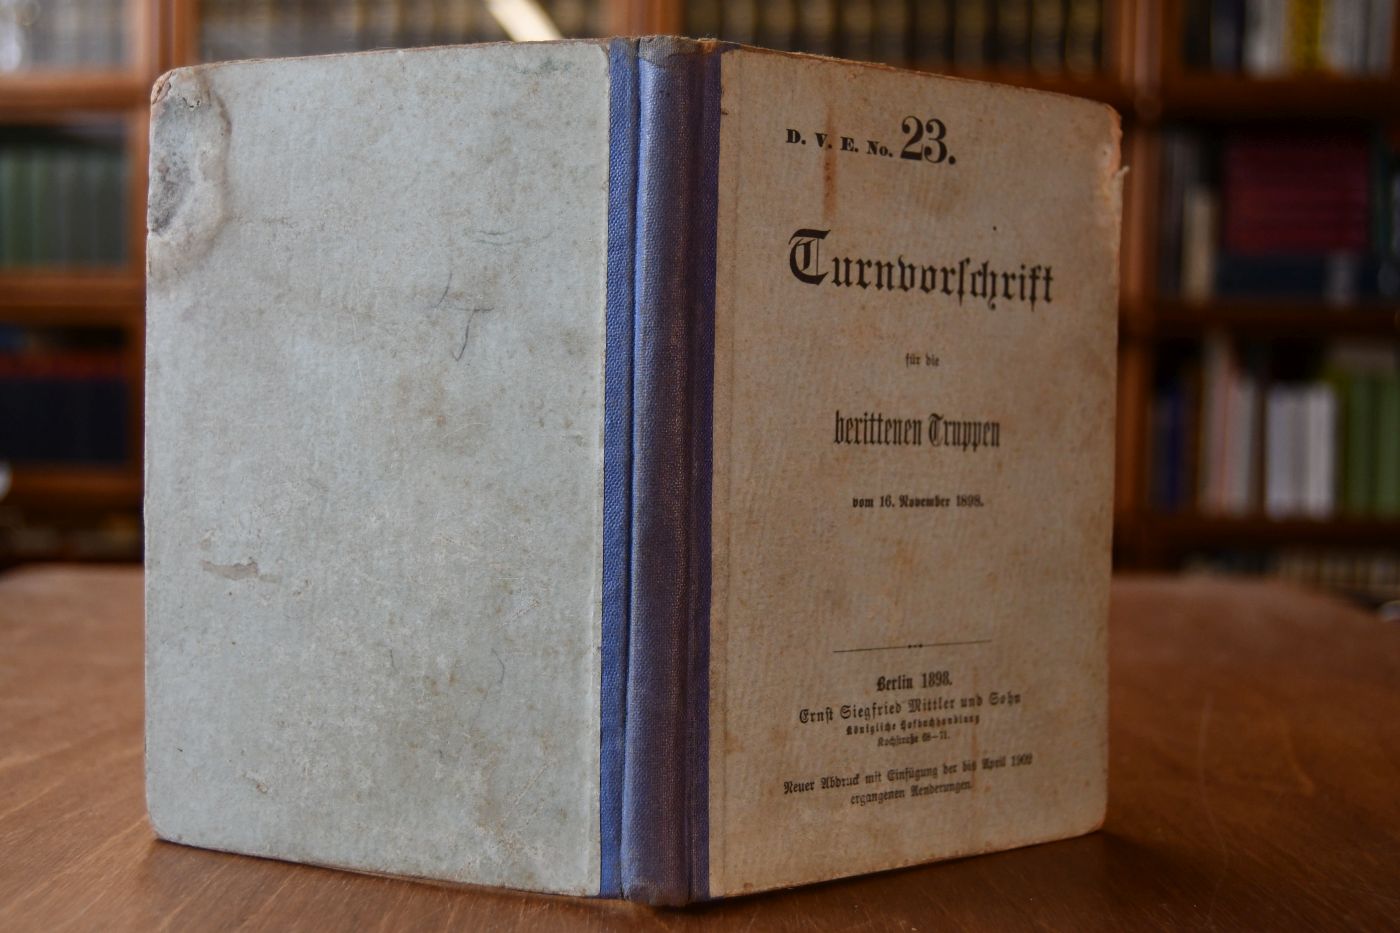 D. V. E. No. 23.
Turnvorſchrift
für die
berittenen Truppen
vom 16. November 1898.
Berlin 1898.
Ernſt Siegfried Mittler und Sohn
Königliche Hofbuchhandlung
Kochſtraße 68–71.
Neuer Abdruck mit Einfügung der bis April 1902
ergangenen Aenderungen.